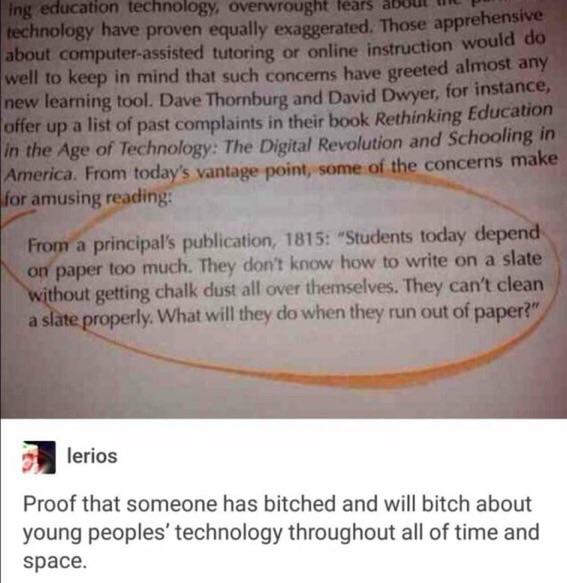 ing education technology, overwrought fears about the
technology have proven equally exaggerated. Those apprehensive
about computer-assisted tutoring or online instruction would do
well to keep in mind that such concerns have greeted almost any
new learning tool. Dave Thornburg and David Dwyer, for instance,
offer up a list of past complaints in their book Rethinking Education
in the Age of Technology: The Digital Revolution and Schooling in
America. From today's vantage point, some of the concerns make
for amusing reading:
From a principal's publication, 1815: "Students today depend
on paper too much. They don't know how to write on a slate
without getting chalk dust all over themselves. They can't clean
a slate properly. What will they do when they run out of paper?"
lerios
Proof that someone has bitched and will bitch about
young peoples' technology throughout all of time and
space.